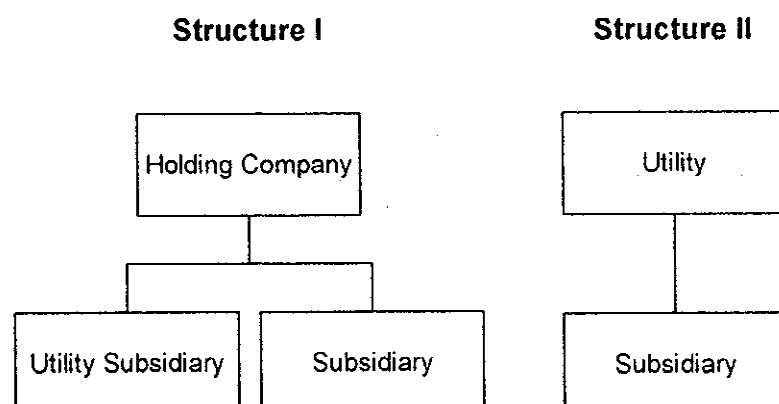 Structure I
Structure II
Holding Company
Utility
Utility Subsidiary
Subsidiary
Subsidiary